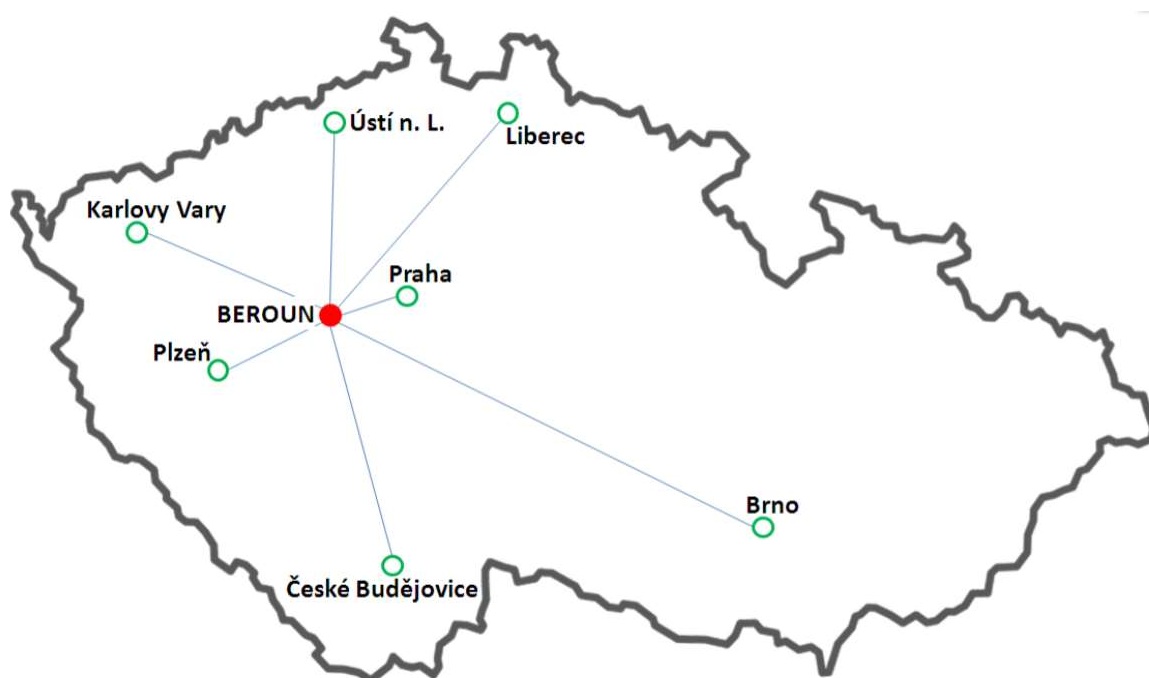 Ústí n. L.
Liberec
Karlovy Vary
Praha
BEROUN
Plzeň
Brno
České Budějovice